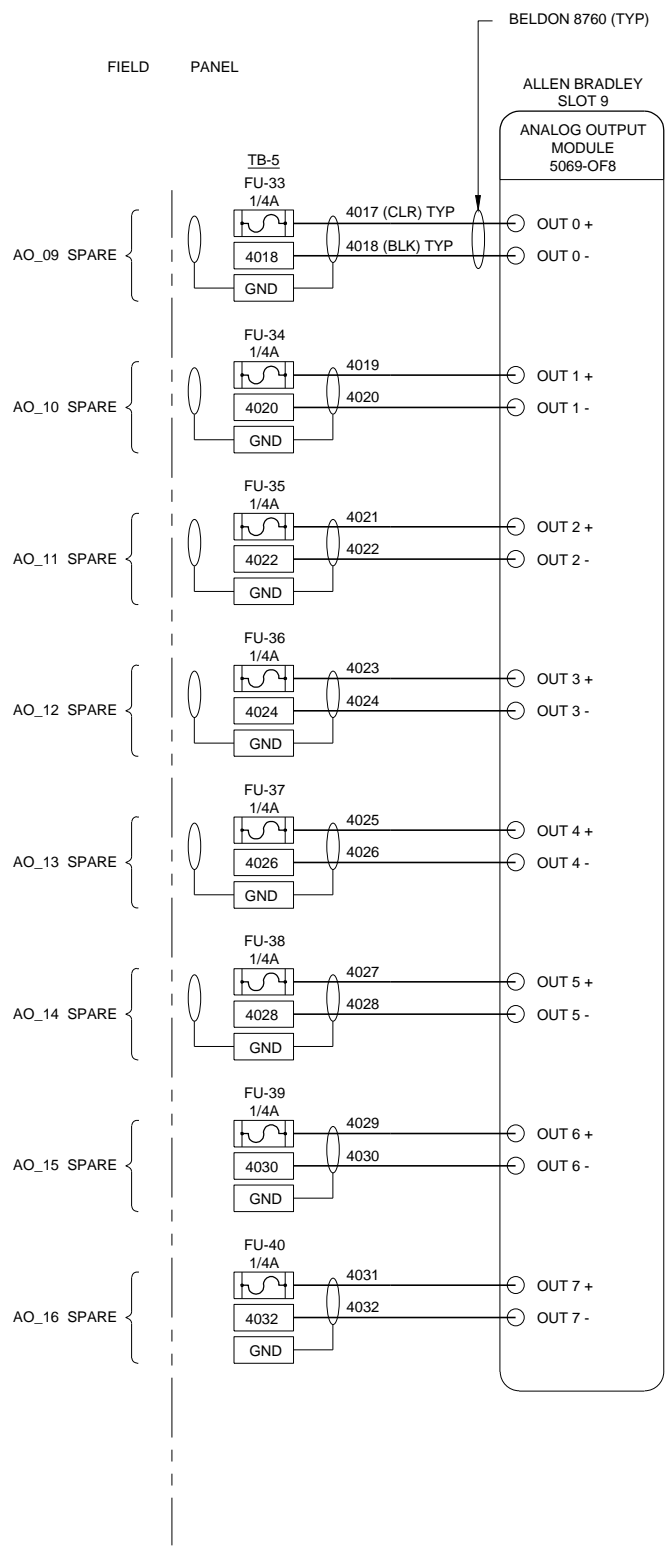 BELDON 8760 (TYP)
FIELD PANEL
ALLEN BRADLEY
SLOT 9
ANALOG OUTPUT
MODULE
5069-OF8
TB-5
FU-33
1/4A
4017 (CLR) TYP
OUT 0 +
AO_09 SPARE
4018
4018 (BLK) TYP
OUT 0 -
GND
FU-34
1/4A
4019
OUT 1 +
AO_10 SPARE
4020
4020
OUT 1 -
GND
FU-35
1/4A
4021
OUT 2 +
AO_11 SPARE
4022
4022
OUT 2 -
GND
FU-36
1/4A
4023
OUT 3 +
AO_12 SPARE
4024
4024
OUT 3 -
GND
FU-37
1/4A
4025
OUT 4 +
AO_13 SPARE
4026
4026
OUT 4 -
GND
FU-38
1/4A
4027
OUT 5 +
AO_14 SPARE
4028
4028
OUT 5 -
GND
FU-39
1/4A
4029
OUT 6 +
AO_15 SPARE
4030
4030
OUT 6 -
GND
FU-40
1/4A
4031
OUT 7 +
AO_16 SPARE
4032
4032
OUT 7 -
GND